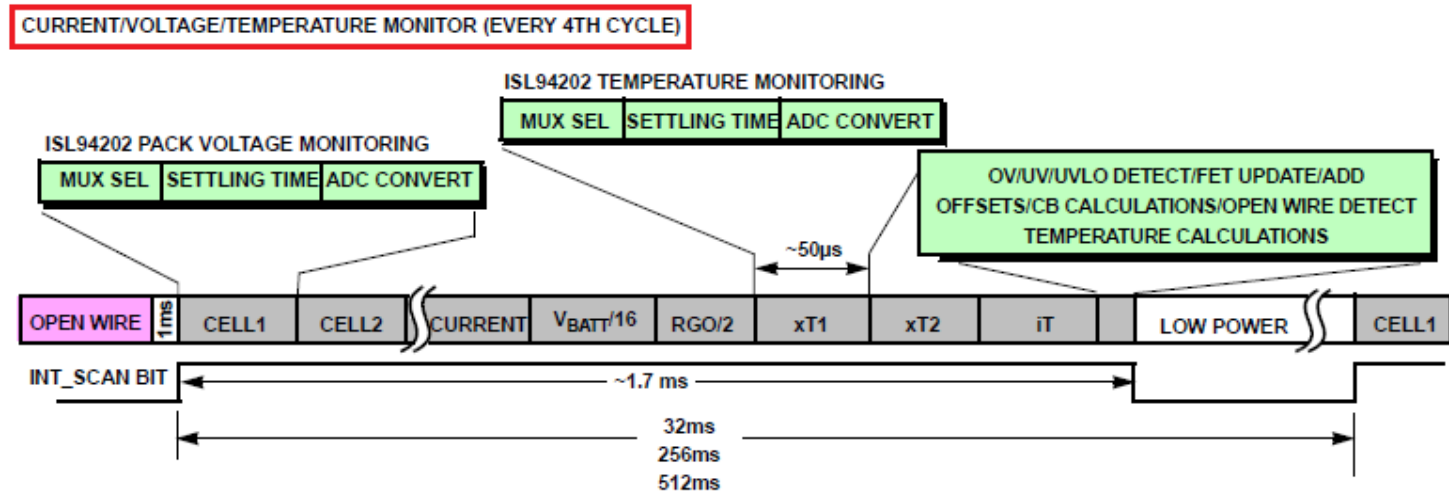 CURRENT/VOLTAGE/TEMPERATURE MONITOR (EVERY 4TH CYCLE)
ISL94202 TEMPERATURE MONITORING
MUX SEL SETTLING TIME ADC CONVERT
ISL94202 PACK VOLTAGE MONITORING
MUX SEL SETTLING TIME ADC CONVERT
OV/UV/UVLO DETECT/FET UPDATE/ADD
OFFSETS/CB CALCULATIONS/OPEN WIRE DETECT
TEMPERATURE CALCULATIONS
~50µs
OPEN WIRE 1ms CELL1 CELL2 CURRENT VBATT/16 RGO/2 xT1 xT2 iT LOW POWER CELL1
INT_SCAN BIT
~1.7 ms
32ms
256ms
512ms